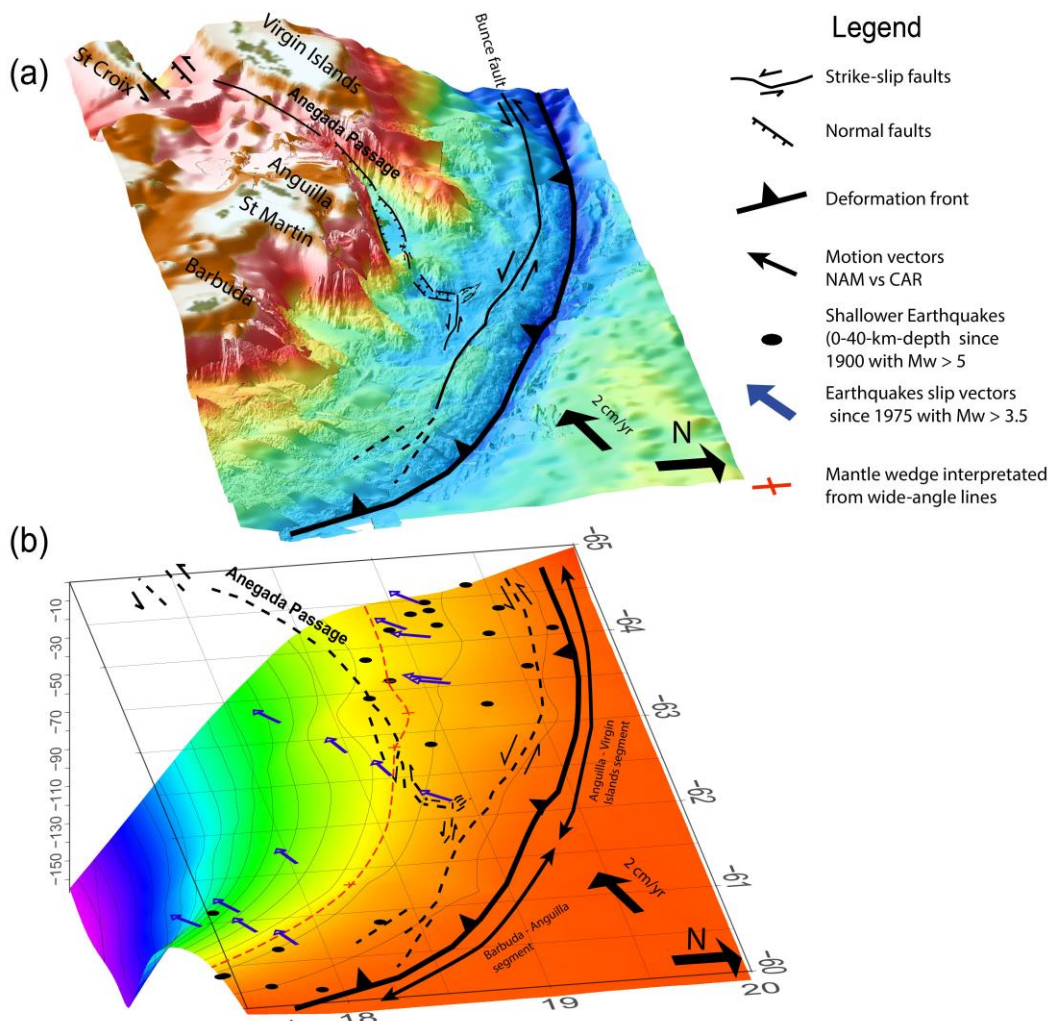 (a)
St Croix
Virgin Islands
Anegada Passage
Anguilla
St Martin
Barbuda
Bunce fault
2 cm/yr
N
Legend
Strike-slip faults
Normal faults
Deformation front
Motion vectors
NAM vs CAR
Shallower Earthquakes
(0-40-km-depth since
1900 with Mw > 5
Earthquakes slip vectors
since 1975 with Mw > 3.5
Mantle wedge interpretated
from wide-angle lines
(b)
Anegada Passage
-10
-30
-50
-70
-90
-110
-130
-150
-65
-64
-63
-62
-61
-60
Anguilla - Virgin
Islands segment
Barbuda - Anguilla
segment
2 cm/yr
N
18
19
20